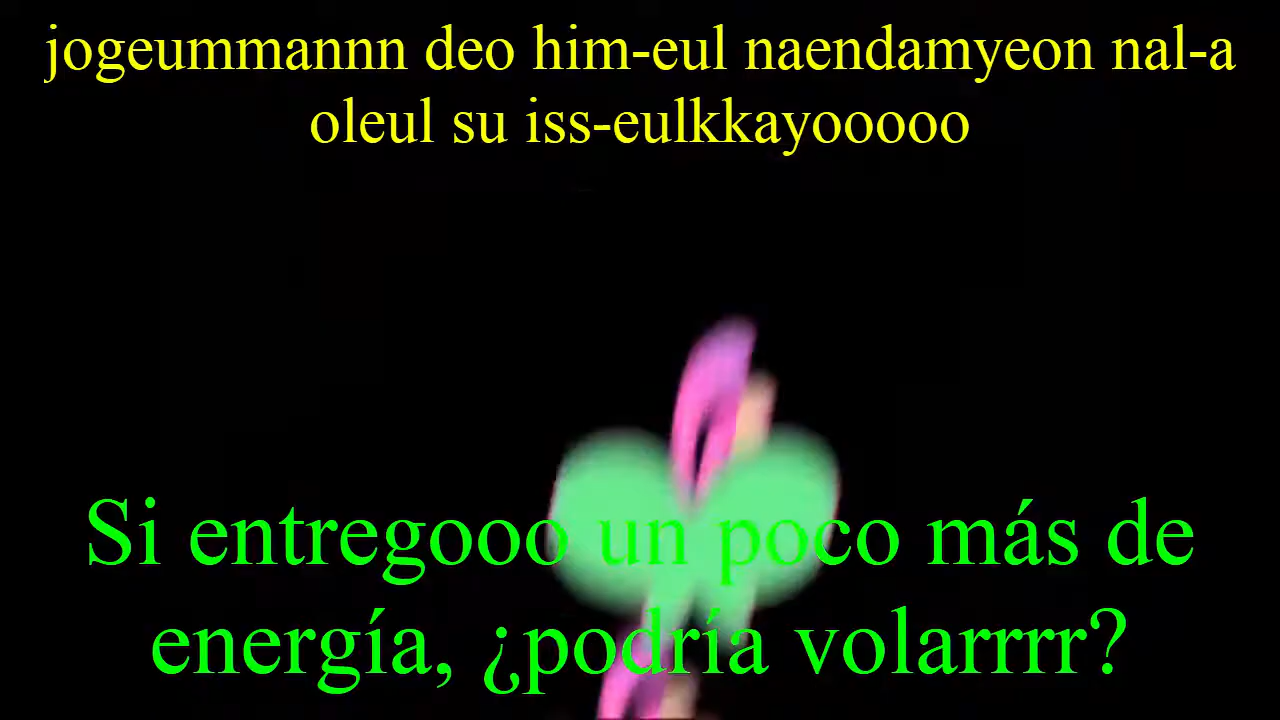 jogeummannn deo him-eul naendamyeon nal-a
oleul su iss-eulkkayooooo
Si entregooo un poco más de
energía, ¿podría volarrrr?